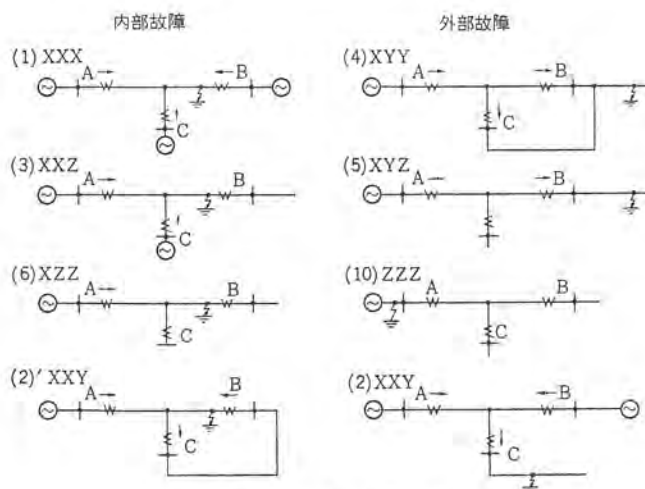 内部故障
外部故障
(1) XXX
A
B
C
(4) XYY
A
B
C
(3) XXZ
A
B
C
(5) XYZ
A
B
(6) XZZ
A
B
C
(10) ZZZ
A
B
C
(2)′ XXY
A
B
C
(2) XXY
A
B
C